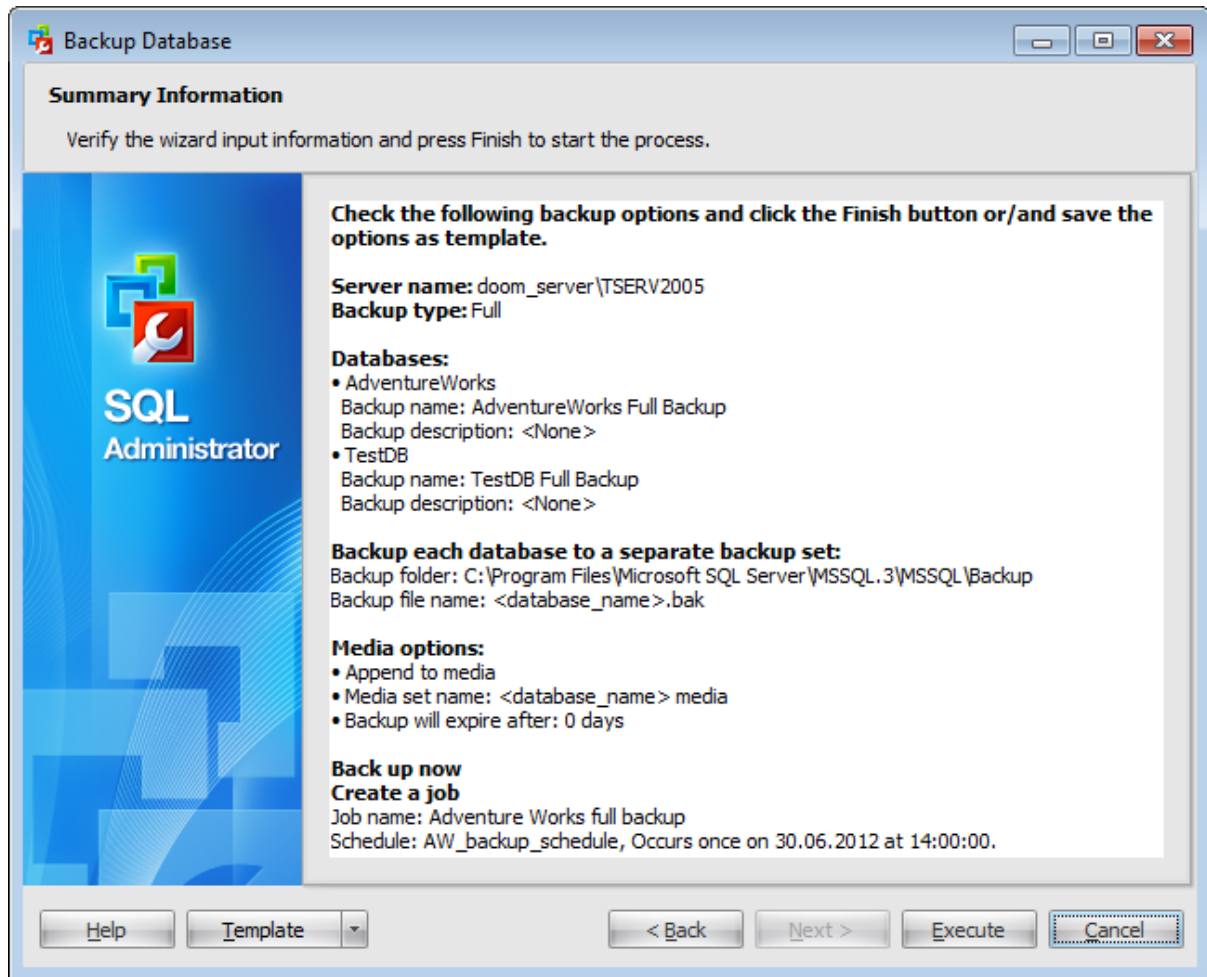 Backup Database
Summary Information
Verify the wizard input information and press Finish to start the process.
SQL
Administrator
Check the following backup options and click the Finish button or/and save the
options as template.
Server name: doom_server\TSERV2005
Backup type: Full
Databases:
• AdventureWorks
Backup name: AdventureWorks Full Backup
Backup description: <None>
• TestDB
Backup name: TestDB Full Backup
Backup description: <None>
Backup each database to a separate backup set:
Backup folder: C:\Program Files\Microsoft SQL Server\MSSQL.3\MSSQL\Backup
Backup file name: <database_name>.bak
Media options:
• Append to media
• Media set name: <database_name> media
• Backup will expire after: 0 days
Back up now
Create a job
Job name: Adventure Works full backup
Schedule: AW_backup_schedule, Occurs once on 30.06.2012 at 14:00:00.
Help Template < Back Next > Execute Cancel